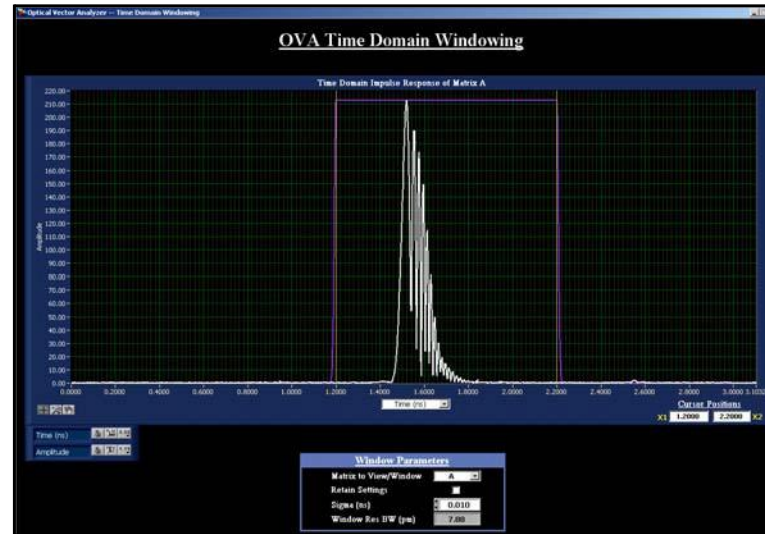 Optical Vector Analyzer -- Time Domain Windowing
OVA Time Domain Windowing
Time Domain Impulse Response of Matrix A
220.00
210.00
200.00
190.00
180.00
170.00
160.00
150.00
140.00
130.00
120.00
110.00
100.00
90.00
80.00
70.00
60.00
50.00
40.00
30.00
20.00
10.00
0.00
Amplitude
0.0000 0.2000 0.4000 0.6000 0.8000 1.0000 1.2000 1.4000 1.6000 1.8000 2.0000 2.2000 2.4000 2.6000 2.8000 3.0000 3.1032
Time (ns)
Cursor Positions
X1 1.2000 2.2000 X2
Time (ns)
Amplitude
Window Parameters
Matrix to View/Window A
Retain Settings
Sigma (ns) 0.010
Window Res BW (pm) 7.00